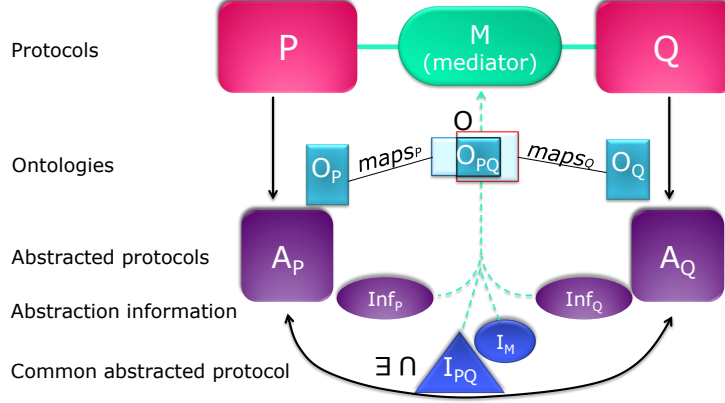 Protocols
P
M
(mediator)
Q
O
Ontologies
O_P
maps_P
O_PQ
maps_Q
O_Q
Abstracted protocols
A_P
A_Q
Abstraction information
Inf_P
Inf_Q
I_M
Common abstracted protocol
∃ ∩
I_PQ